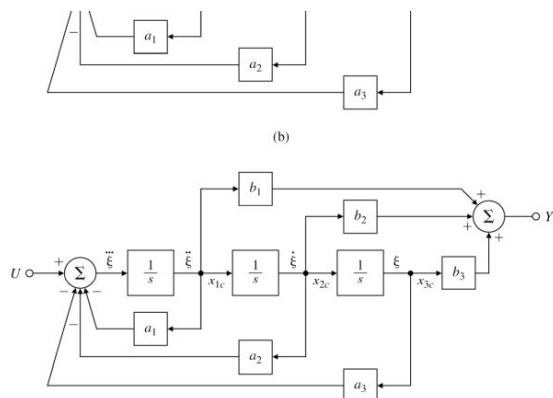 −
a₁
a₂
a₃
(b)
b₁
+
b₂
+
+
Σ
Y
U
+
Σ
ξ⃛
1/s
ξ̈
x₁c
1/s
ξ̇
x₂c
1/s
ξ
x₃c
b₃
−
−
−
a₁
a₂
a₃